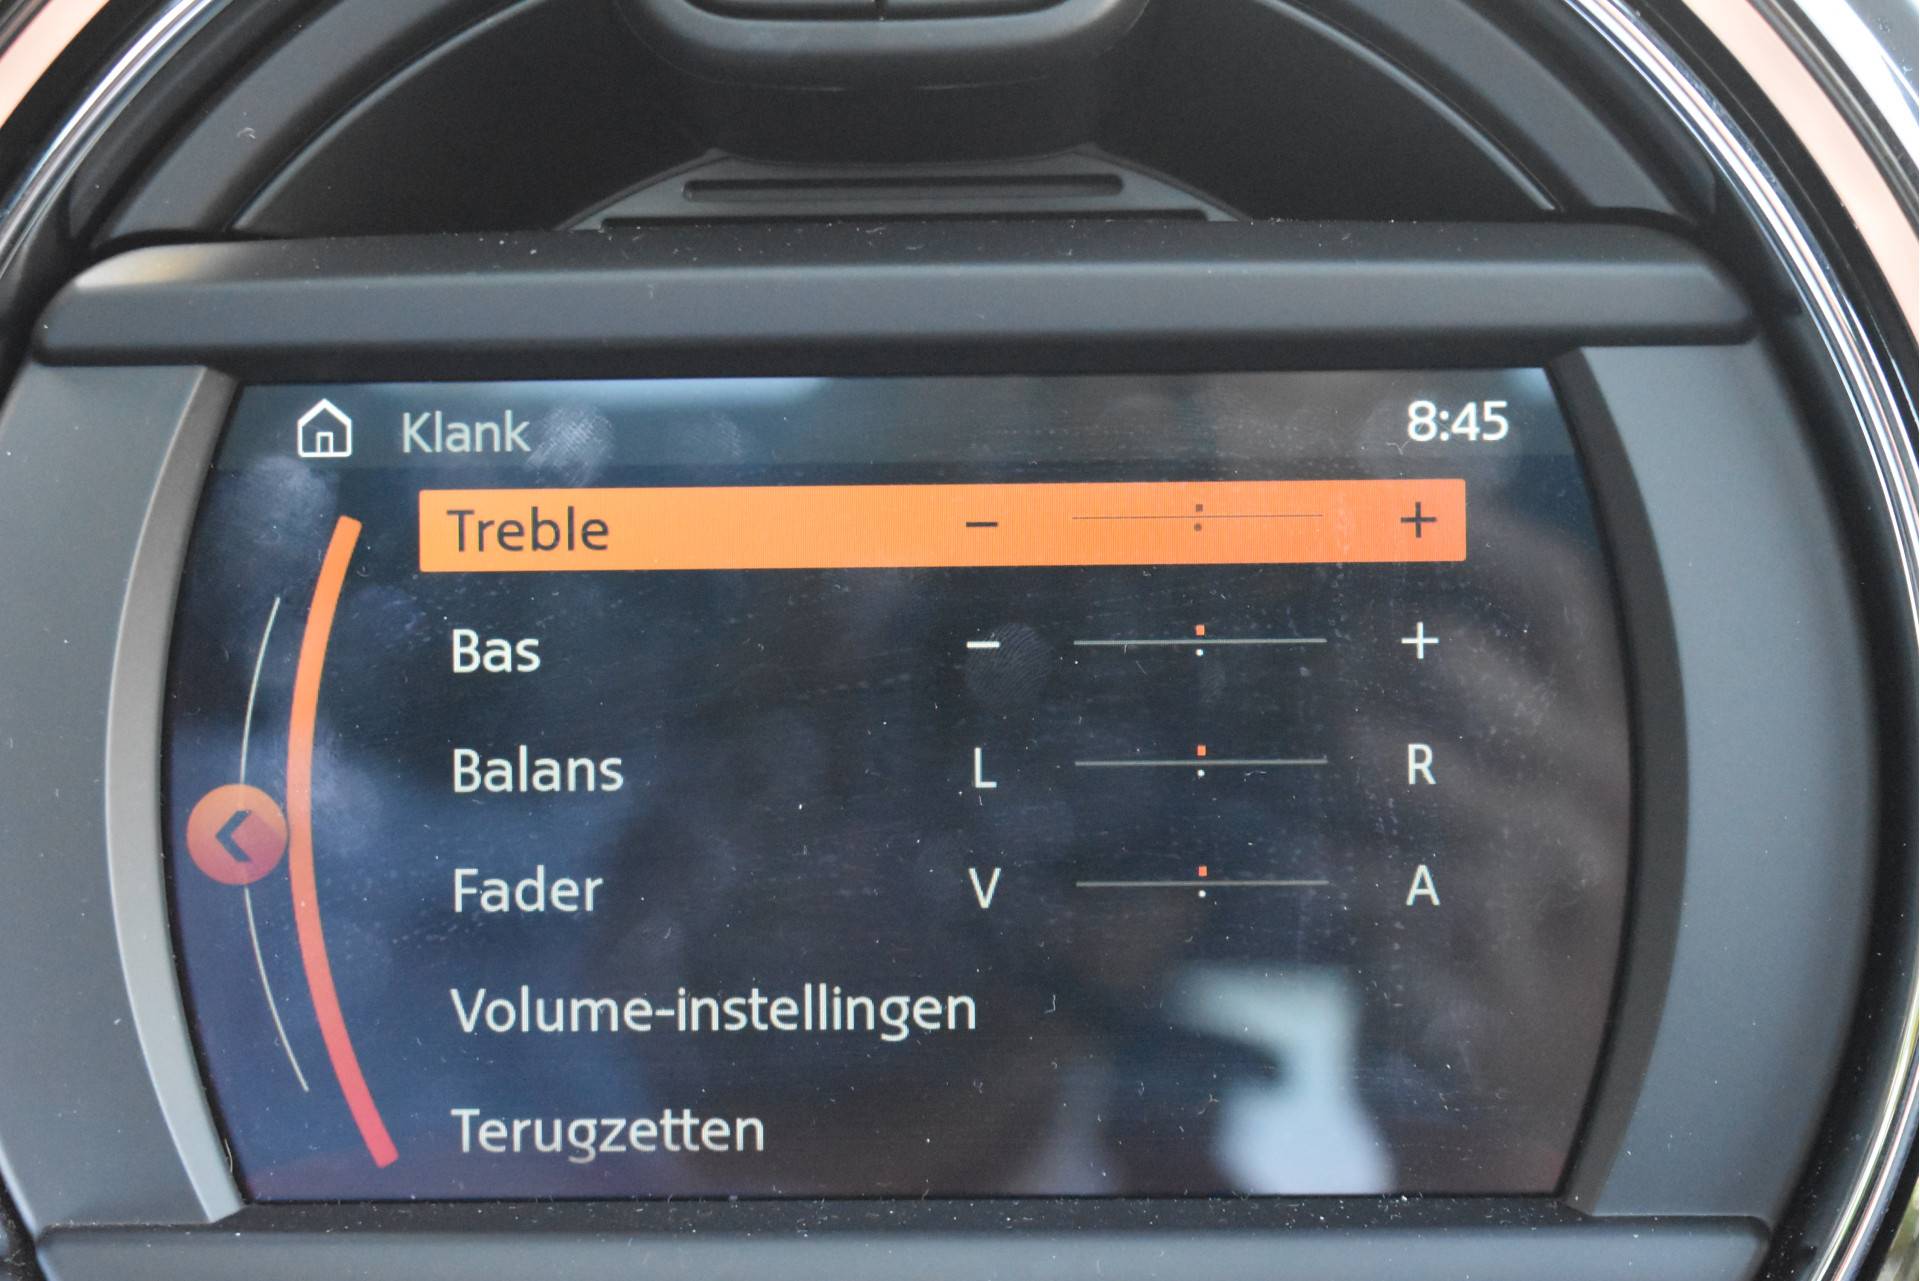 Klank 8:45
Treble − +
Bas − +
Balans L R
Fader V A
Volume-instellingen
Terugzetten